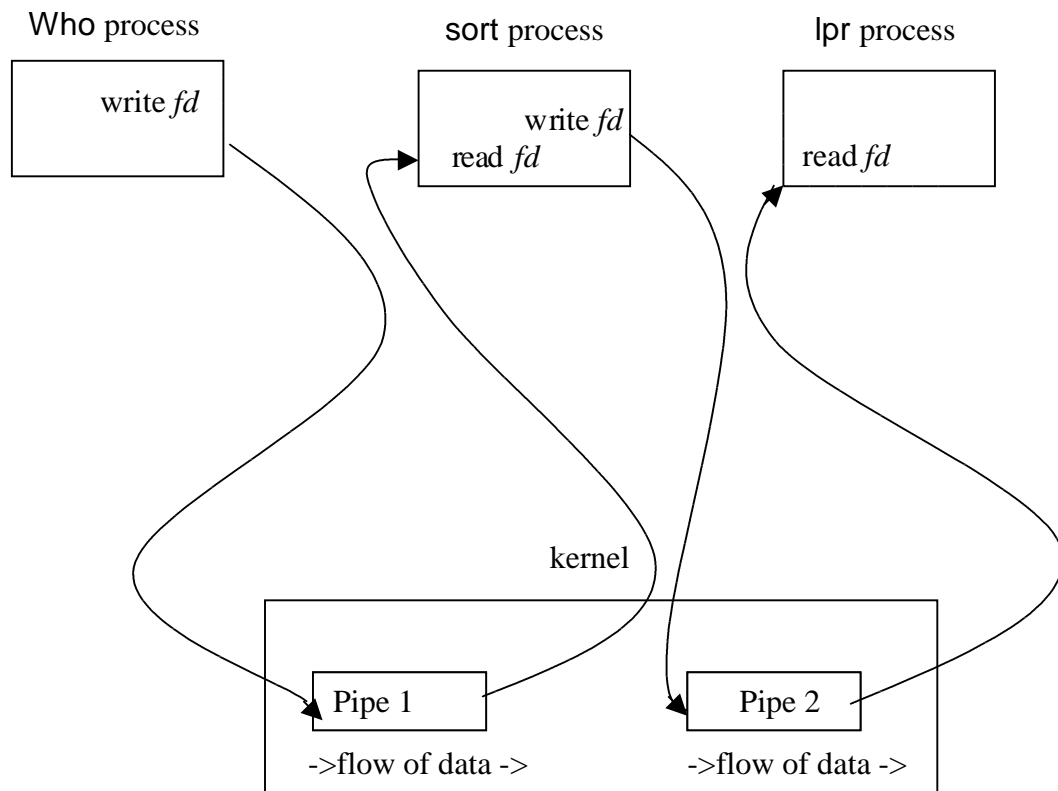 Who process
sort process
lpr process
write fd
write fd
read fd
read fd
kernel
Pipe 1
Pipe 2
->flow of data ->
->flow of data ->